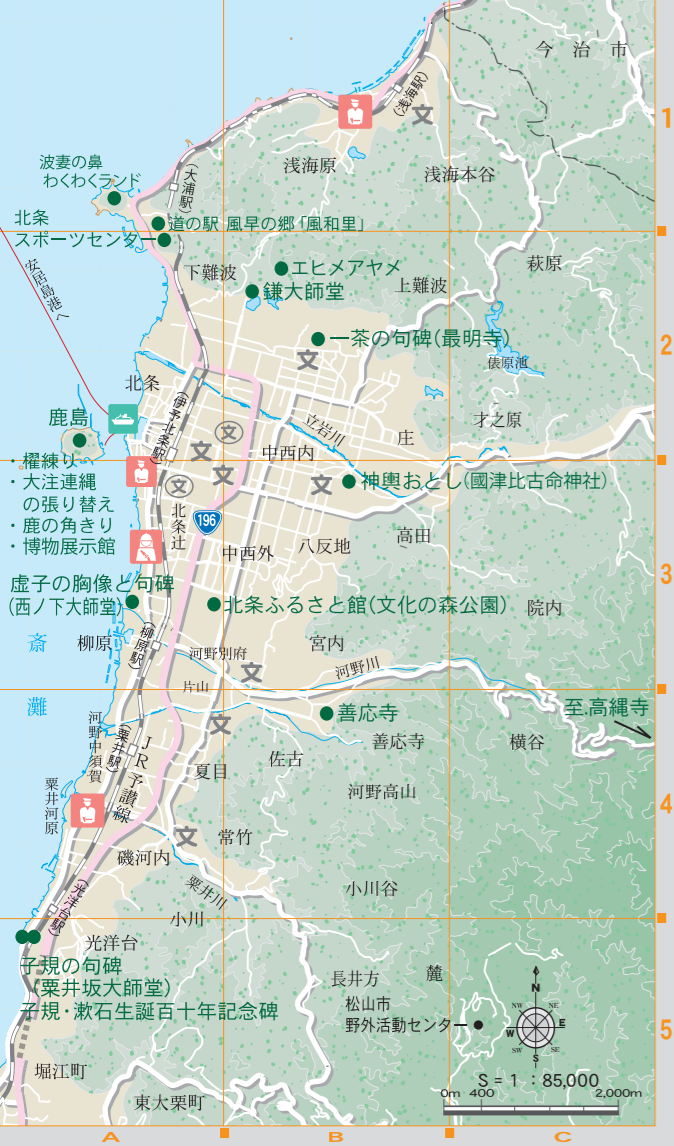 今治市
1
(浅海駅)
文
浅海原
浅海本谷
波妻の鼻
わくわくランド
(大浦駅)
北条
スポーツセンター
道の駅 風早の郷「風和里」
安居島港へ
下難波
エヒメアヤメ
鎌大師堂
上難波
萩原
2
一茶の句碑(最明寺)
文
俵原池
北条
鹿島
(伊予北条駅)
文
文
立岩川
庄
才之原
中西内
・櫂練り
・大注連縄
の張り替え
・鹿の角きり
・博物展示館
文
文
文
神輿おとし(國津比古命神社)
北条辻
196
中西外
八反地
高田
3
虚子の胸像と句碑
(西ノ下大師堂)
北条ふるさと館(文化の森公園)
院内
斎灘
柳原
(柳原駅)
河野別府
宮内
片山
文
河野川
善応寺
至.高縄寺
河野中須賀
(粟井駅)
JR予讃線
文
佐古
善応寺
横谷
夏目
河野高山
粟井河原
4
文
常竹
磯河内
粟井川
小川谷
小川
(光洋台駅)
光洋台
子規の句碑
(粟井坂大師堂)
子規・漱石生誕百十年記念碑
長井方
麓
松山市
野外活動センター
N
NE
E
SE
S
SW
W
NW
5
堀江町
東大栗町
S=1:85,000
0m 400 2,000m
A B C